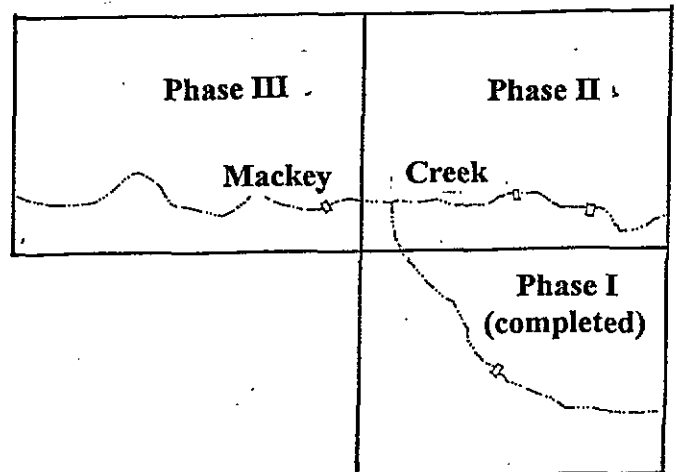 Phase III
Phase II
Mackey Creek
Phase I
(completed)